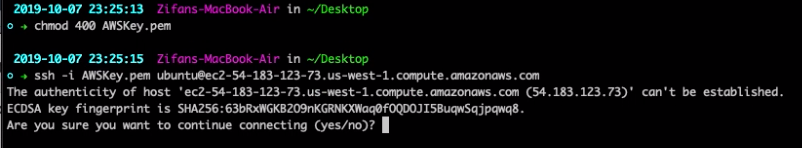 2019-10-07 23:25:13 Zifans-MacBook-Air in ~/Desktop
○ → chmod 400 AWSKey.pem
2019-10-07 23:25:15 Zifans-MacBook-Air in ~/Desktop
○ → ssh -i AWSKey.pem ubuntu@ec2-54-183-123-73.us-west-1.compute.amazonaws.com
The authenticity of host 'ec2-54-183-123-73.us-west-1.compute.amazonaws.com (54.183.123.73)' can't be established.
ECDSA key fingerprint is SHA256:63bRxWGKB2O9nKGRNKXWaq0fOQDOJI5BuqwSqjpqwq8.
Are you sure you want to continue connecting (yes/no)?